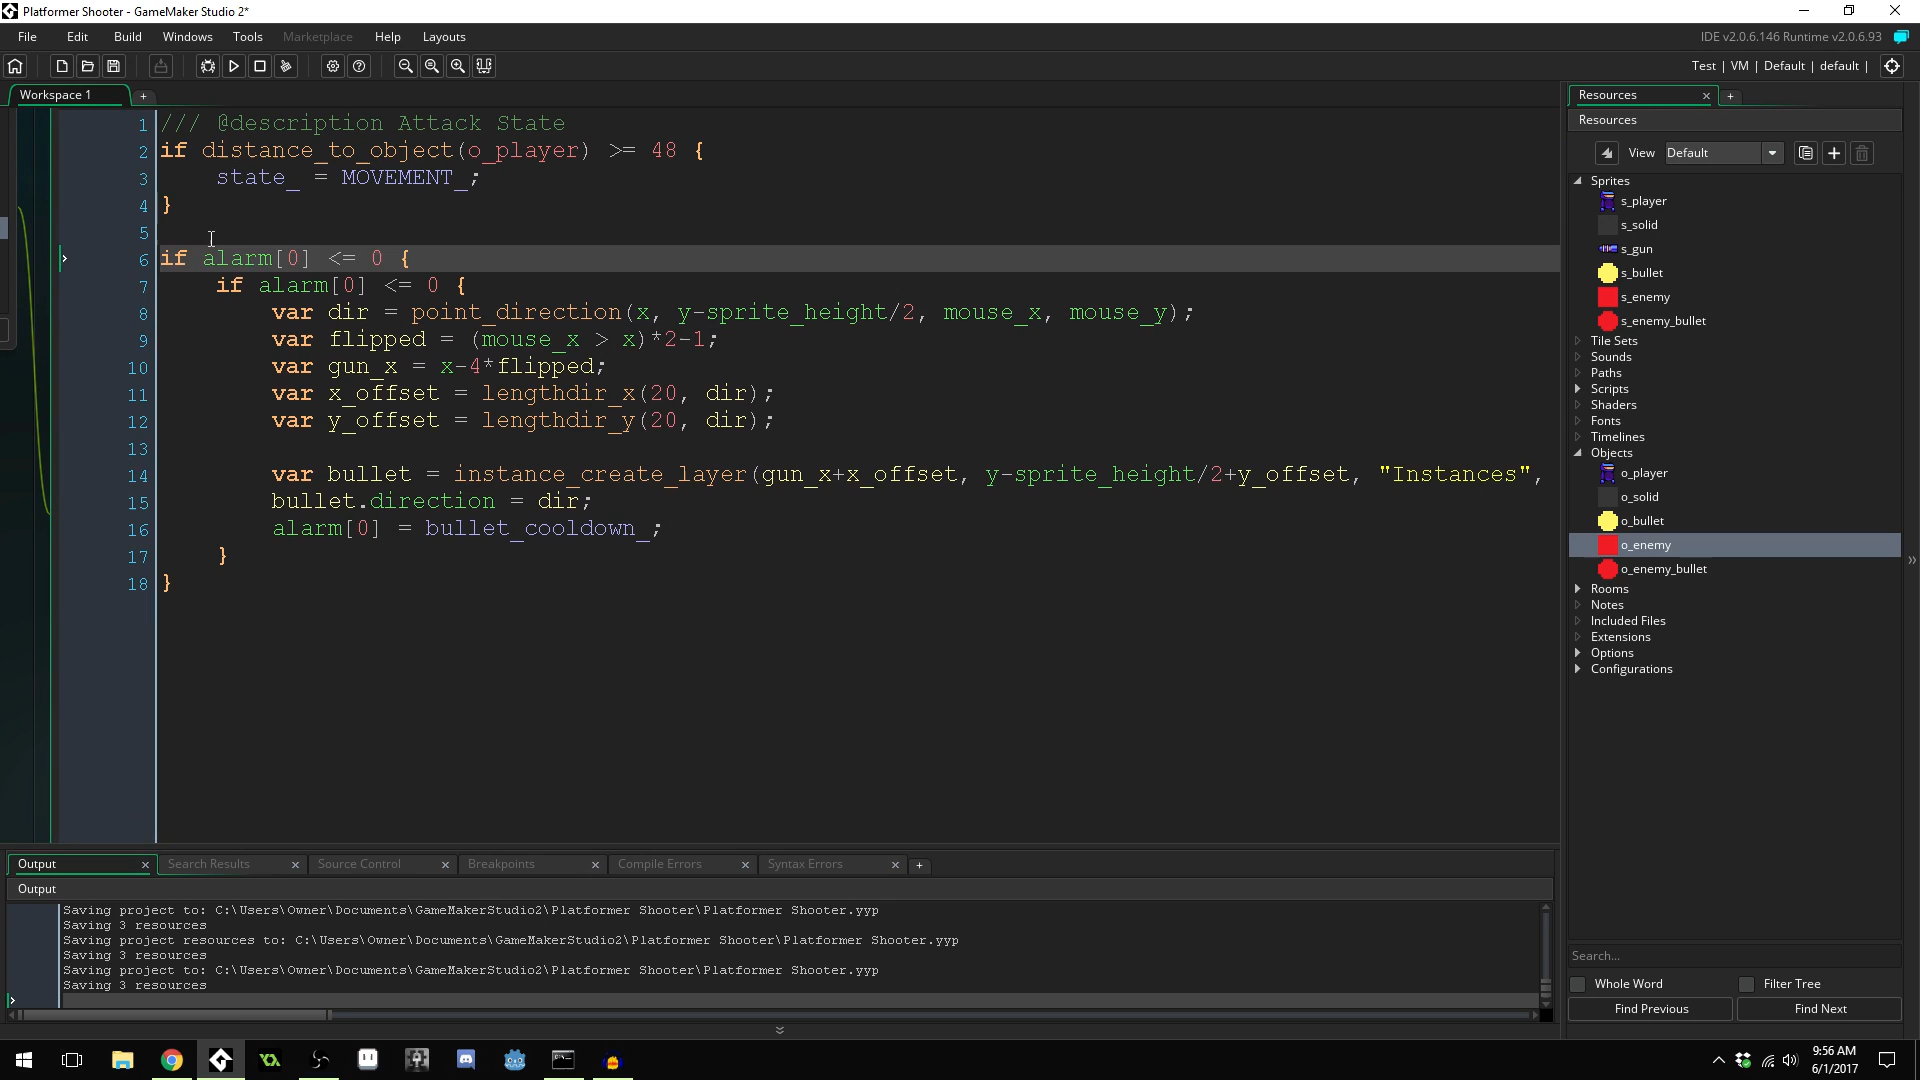 Platformer Shooter - GameMaker Studio 2*
File Edit Build Windows Tools Marketplace Help Layouts
IDE v2.0.6.146 Runtime v2.0.6.93
Test | VM | Default | default |
Workspace 1
1 /// @description Attack State
2 if distance_to_object(o_player) >= 48 {
3 state_ = MOVEMENT_;
4 }
5
6 if alarm[0] <= 0 {
7 if alarm[0] <= 0 {
8 var dir = point_direction(x, y-sprite_height/2, mouse_x, mouse_y);
9 var flipped = (mouse_x > x)*2-1;
10 var gun_x = x-4*flipped;
11 var x_offset = lengthdir_x(20, dir);
12 var y_offset = lengthdir_y(20, dir);
13
14 var bullet = instance_create_layer(gun_x+x_offset, y-sprite_height/2+y_offset, "Instances",
15 bullet.direction = dir;
16 alarm[0] = bullet_cooldown_;
17 }
18 }
Resources
Resources
View Default
Sprites
s_player
s_solid
s_gun
s_bullet
s_enemy
s_enemy_bullet
Tile Sets
Sounds
Paths
Scripts
Shaders
Fonts
Timelines
Objects
o_player
o_solid
o_bullet
o_enemy
o_enemy_bullet
Rooms
Notes
Included Files
Extensions
Options
Configurations
Search...
Whole Word Filter Tree
Find Previous Find Next
Output Search Results Source Control Breakpoints Compile Errors Syntax Errors
Output
Saving project to: C:\Users\Owner\Documents\GameMakerStudio2\Platformer Shooter\Platformer Shooter.yyp
Saving 3 resources
Saving project resources to: C:\Users\Owner\Documents\GameMakerStudio2\Platformer Shooter\Platformer Shooter.yyp
Saving 3 resources
Saving project to: C:\Users\Owner\Documents\GameMakerStudio2\Platformer Shooter\Platformer Shooter.yyp
Saving 3 resources
9:56 AM
6/1/2017